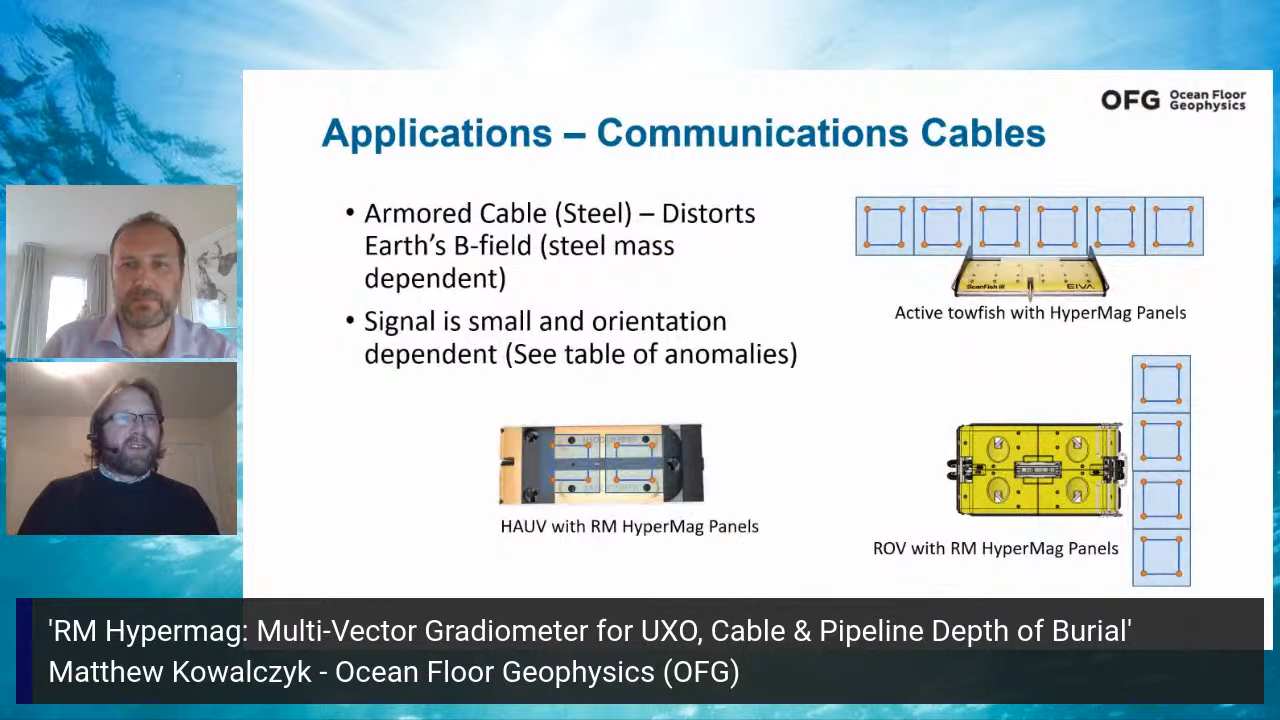 OFG Ocean Floor
Geophysics
Applications – Communications Cables
• Armored Cable (Steel) – Distorts
Earth's B-field (steel mass
dependent)
• Signal is small and orientation
dependent (See table of anomalies)
ScanFish III EIVA
Active towfish with HyperMag Panels
HAUV with RM HyperMag Panels
ROV with RM HyperMag Panels
'RM Hypermag: Multi-Vector Gradiometer for UXO, Cable & Pipeline Depth of Burial'
Matthew Kowalczyk - Ocean Floor Geophysics (OFG)